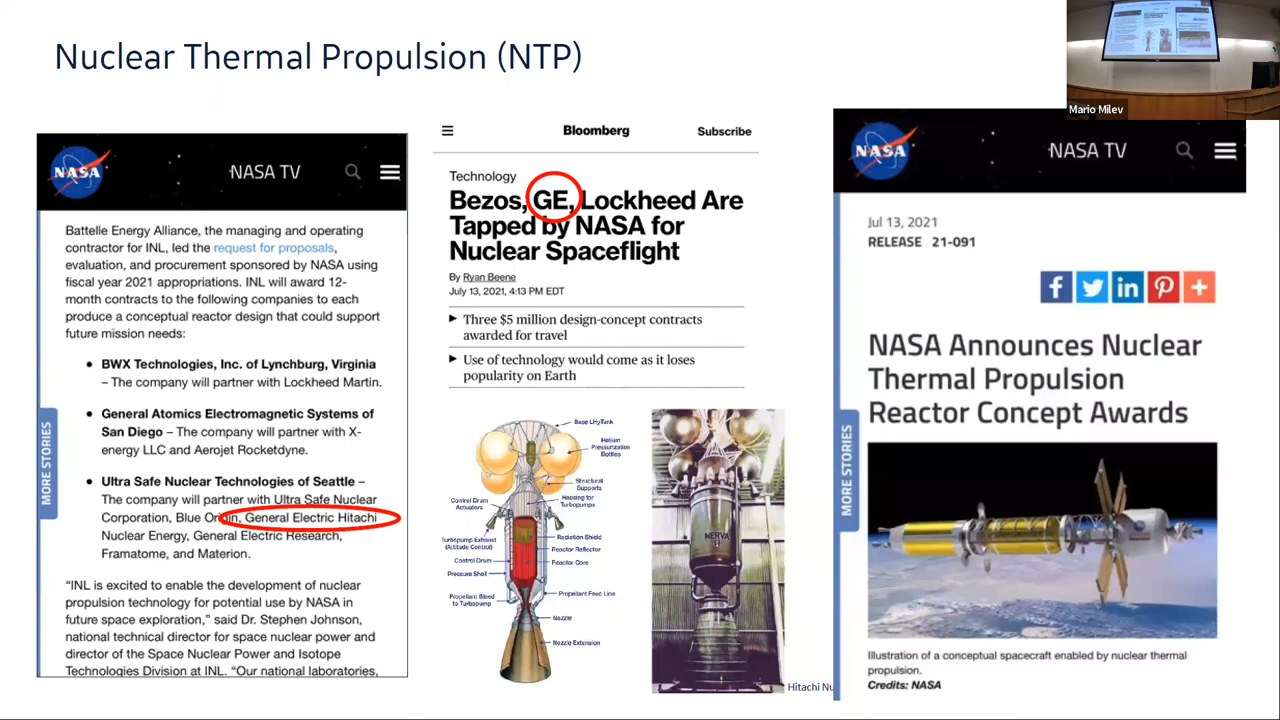 Nuclear Thermal Propulsion (NTP)
Mario Milev
NASA
NASA TV
Battelle Energy Alliance, the managing and operating
contractor for INL, led the request for proposals,
evaluation, and procurement sponsored by NASA using
fiscal year 2021 appropriations. INL will award 12-
month contracts to the following companies to each
produce a conceptual reactor design that could support
future mission needs:
• BWX Technologies, Inc. of Lynchburg, Virginia
– The company will partner with Lockheed Martin.
• General Atomics Electromagnetic Systems of
San Diego – The company will partner with X-
energy LLC and Aerojet Rocketdyne.
• Ultra Safe Nuclear Technologies of Seattle –
The company will partner with Ultra Safe Nuclear
Corporation, Blue Origin, General Electric Hitachi
Nuclear Energy, General Electric Research,
Framatome, and Materion.
“INL is excited to enable the development of nuclear
propulsion technology for potential use by NASA in
future space exploration,” said Dr. Stephen Johnson,
national technical director for space nuclear power and
director of the Space Nuclear Power and Isotope
Technologies Division at INL. “Our national laboratories,
MORE STORIES
Bloomberg
Subscribe
Technology
Bezos, GE, Lockheed Are
Tapped by NASA for
Nuclear Spaceflight
By Ryan Beene
July 13, 2021, 4:13 PM EDT
Three $5 million design-concept contracts
awarded for travel
Use of technology would come as it loses
popularity on Earth
Helium
Pressurization
Bottles
Structural
Supports
Control Drum
Actuators
Housing for
Turbopumps
Turbopump Exhaust
(Attitude Control)
Radiation Shield
Reactor Reflector
Control Drum
Reactor Core
Pressure Shell
Propellant Bleed
to Turbopump
Propellant Feed Line
Nozzle
Nozzle Extension
NERVA
Hitachi Nu
NASA
NASA TV
Jul 13, 2021
RELEASE 21-091
NASA Announces Nuclear
Thermal Propulsion
Reactor Concept Awards
MORE STORIES
Illustration of a conceptual spacecraft enabled by nuclear thermal
propulsion.
Credits: NASA